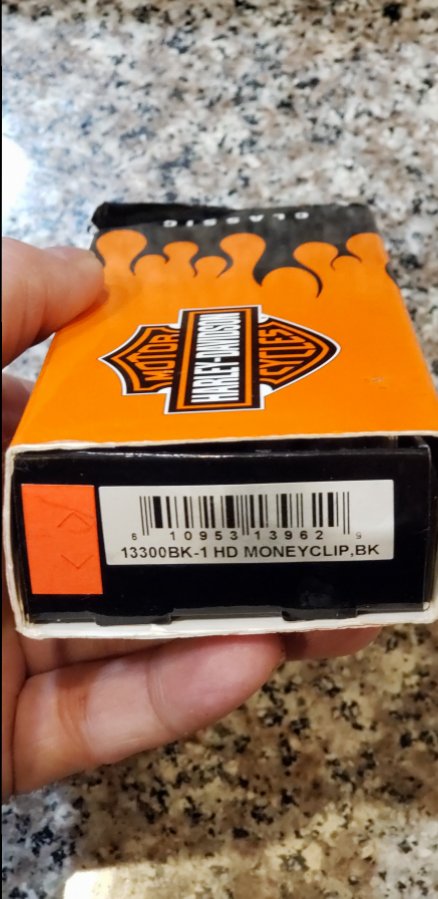 CLASSIC
MOTOR
HARLEY-DAVIDSON
CYCLES
6 10953 13962 9
13300BK-1 HD MONEYCLIP,BK